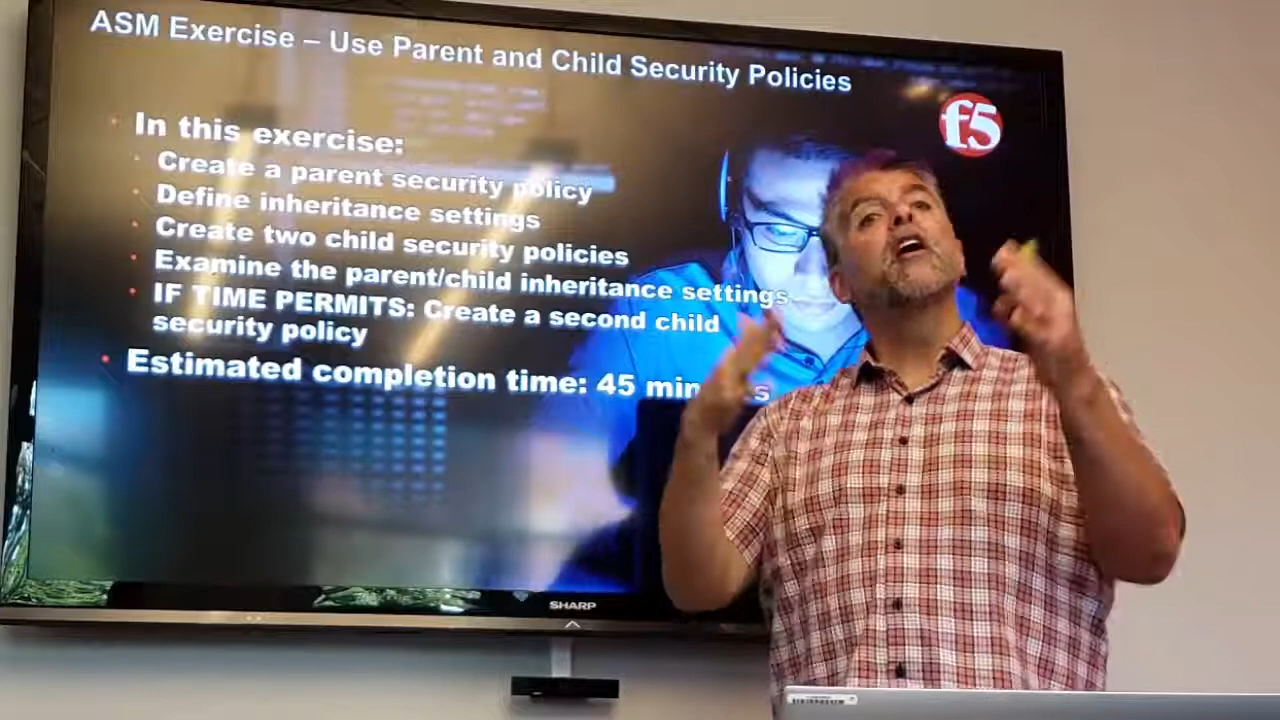 ASM Exercise – Use Parent and Child Security Policies
f5
In this exercise:
Create a parent security policy
Define inheritance settings
Create two child security policies
Examine the parent/child inheritance settings
IF TIME PERMITS: Create a second child
security policy
Estimated completion time: 45
SHARP